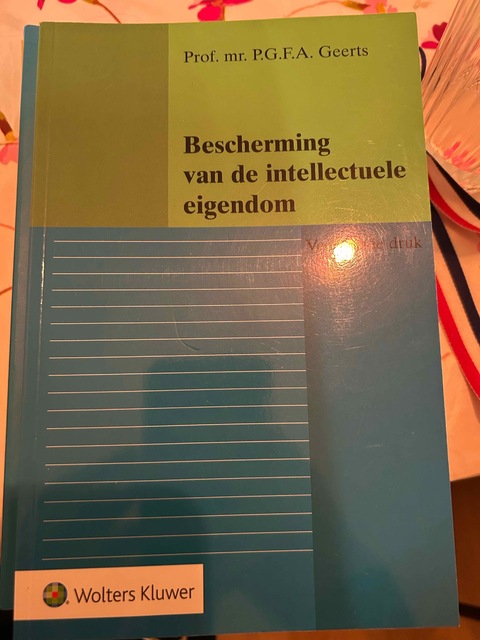 Prof. mr. P.G.F.A. Geerts
Bescherming
van de intellectuele
eigendom
druk
Wolters Kluwer